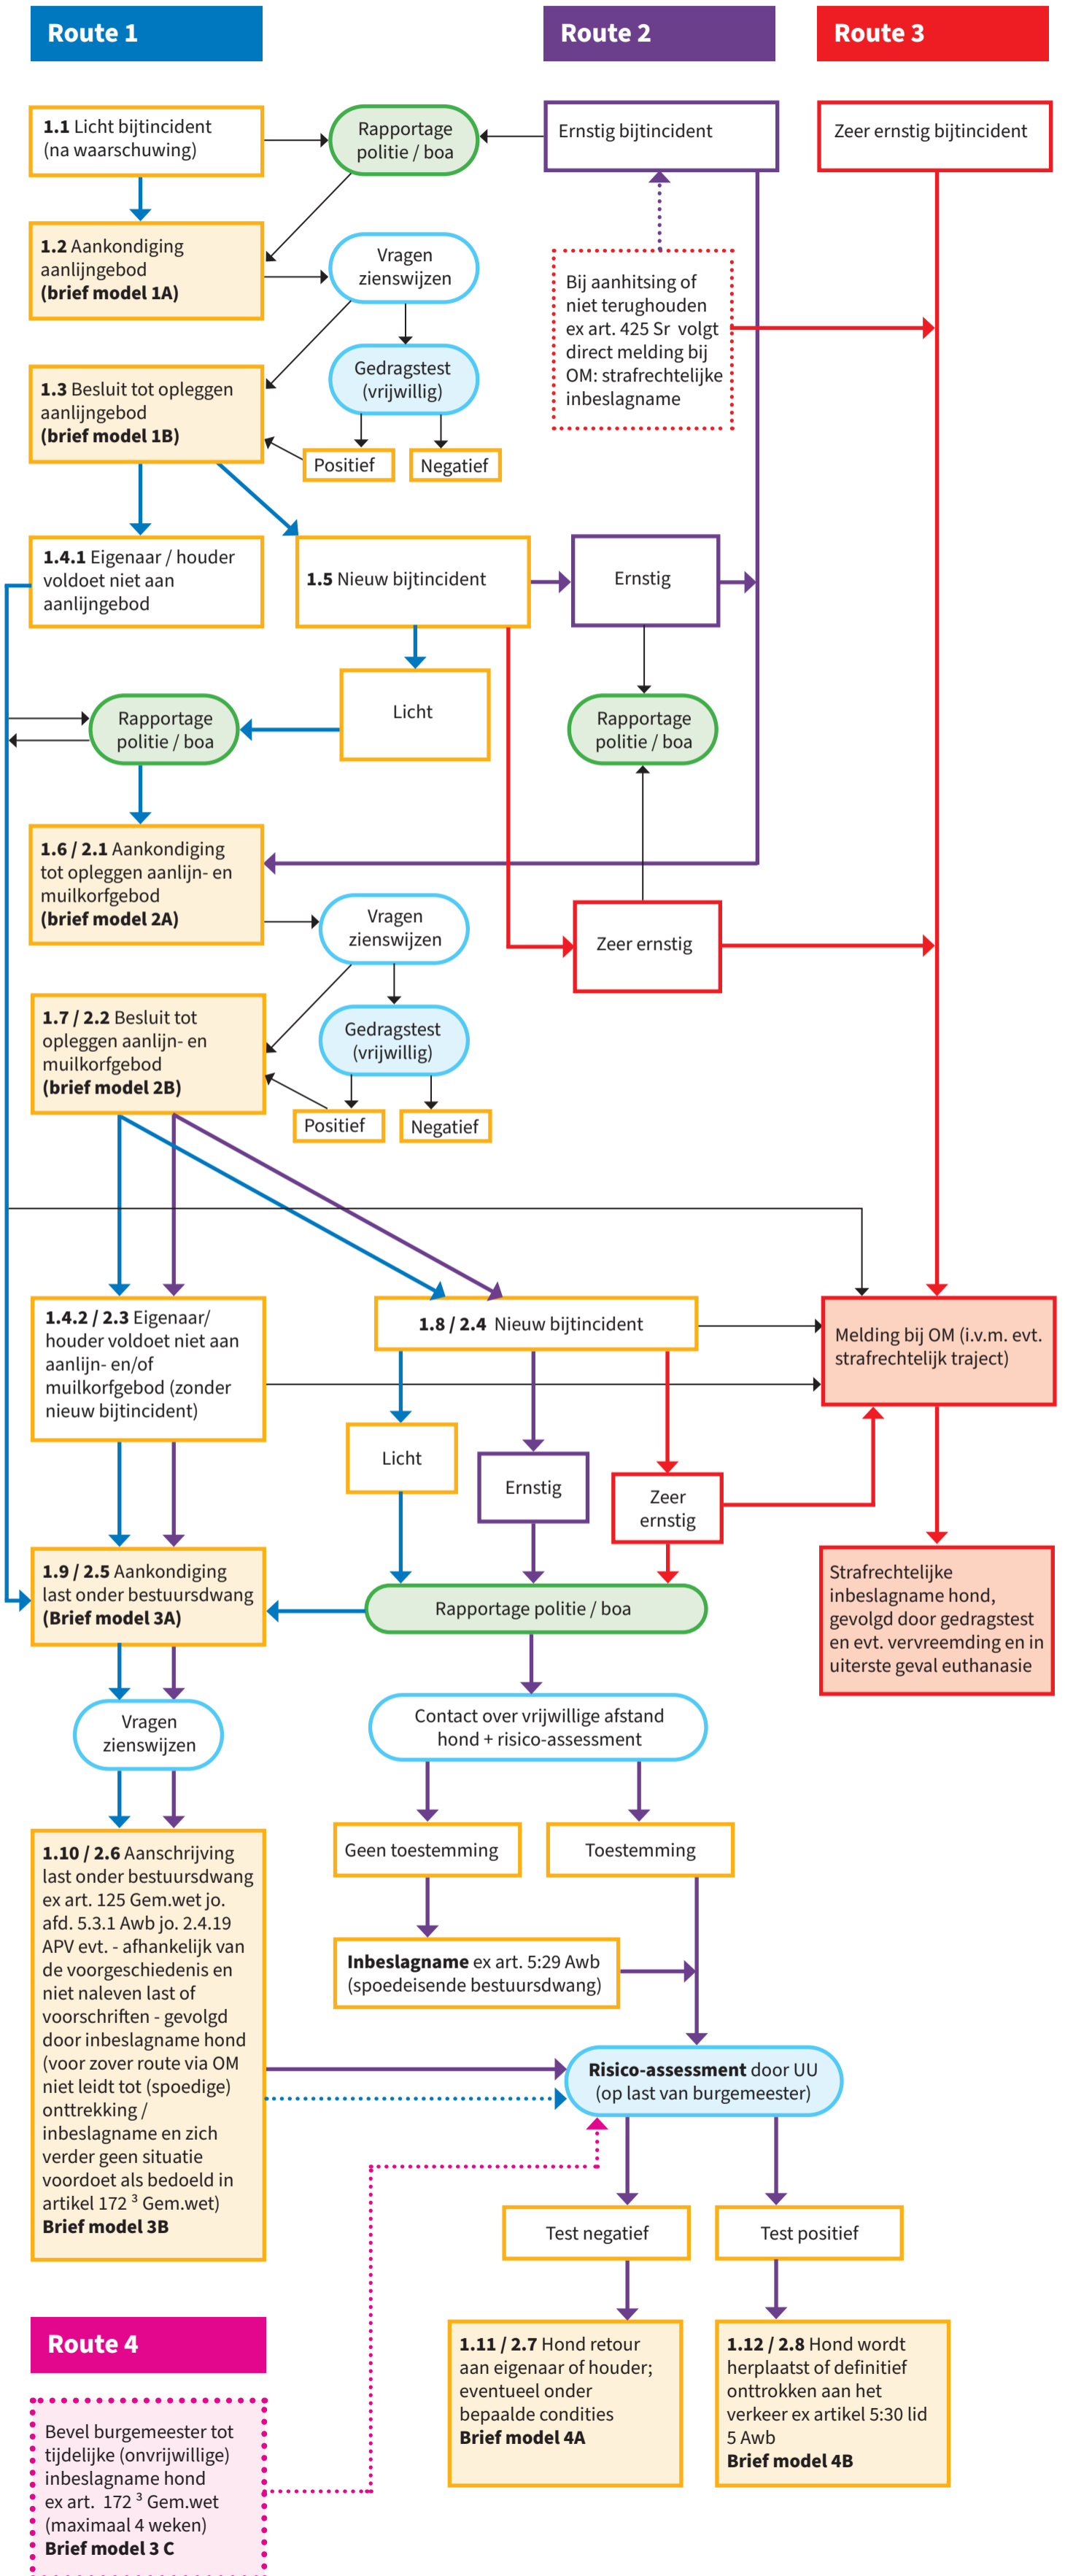 Route 1
Route 2
Route 3
1.1 Licht bijtincident
(na waarschuwing)
Rapportage
politie / boa
Ernstig bijtincident
Zeer ernstig bijtincident
1.2 Aankondiging
aanlijngebod
(brief model 1A)
Vragen
zienswijzen
Bij aanhitsing of
niet terughouden
ex art. 425 Sr volgt
direct melding bij
OM: strafrechtelijke
inbeslagname
1.3 Besluit tot opleggen
aanlijngebod
(brief model 1B)
Gedragstest
(vrijwillig)
Positief
Negatief
1.4.1 Eigenaar / houder
voldoet niet aan
aanlijngebod
1.5 Nieuw bijtincident
Ernstig
Licht
Rapportage
politie / boa
Rapportage
politie / boa
1.6 / 2.1 Aankondiging
tot opleggen aanlijn- en
muilkorfgebod
(brief model 2A)
Vragen
zienswijzen
Zeer ernstig
1.7 / 2.2 Besluit tot
opleggen aanlijn- en
muilkorfgebod
(brief model 2B)
Gedragstest
(vrijwillig)
Positief
Negatief
1.4.2 / 2.3 Eigenaar/
houder voldoet niet aan
aanlijn- en/of
muilkorfgebod (zonder
nieuw bijtincident)
1.8 / 2.4 Nieuw bijtincident
Melding bij OM (i.v.m. evt.
strafrechtelijk traject)
Licht
Ernstig
Zeer
ernstig
1.9 / 2.5 Aankondiging
last onder bestuursdwang
(Brief model 3A)
Rapportage politie / boa
Strafrechtelijke
inbeslagname hond,
gevolgd door gedragstest
en evt. vervreemding en in
uiterste geval euthanasie
Vragen
zienswijzen
Contact over vrijwillige afstand
hond + risico-assessment
Geen toestemming
Toestemming
1.10 / 2.6 Aanschrijving
last onder bestuursdwang
ex art. 125 Gem.wet jo.
afd. 5.3.1 Awb jo. 2.4.19
APV evt. - afhankelijk van
de voorgeschiedenis en
niet naleven last of
voorschriften - gevolgd
door inbeslagname hond
(voor zover route via OM
niet leidt tot (spoedige)
onttrekking /
inbeslagname en zich
verder geen situatie
voordoet als bedoeld in
artikel 172 ³ Gem.wet)
Brief model 3B
Inbeslagname ex art. 5:29 Awb
(spoedeisende bestuursdwang)
Risico-assessment door UU
(op last van burgemeester)
Test negatief
Test positief
1.11 / 2.7 Hond retour
aan eigenaar of houder;
eventueel onder
bepaalde condities
Brief model 4A
1.12 / 2.8 Hond wordt
herplaatst of definitief
onttrokken aan het
verkeer ex artikel 5:30 lid
5 Awb
Brief model 4B
Route 4
Bevel burgemeester tot
tijdelijke (onvrijwillige)
inbeslagname hond
ex art. 172 ³ Gem.wet
(maximaal 4 weken)
Brief model 3 C